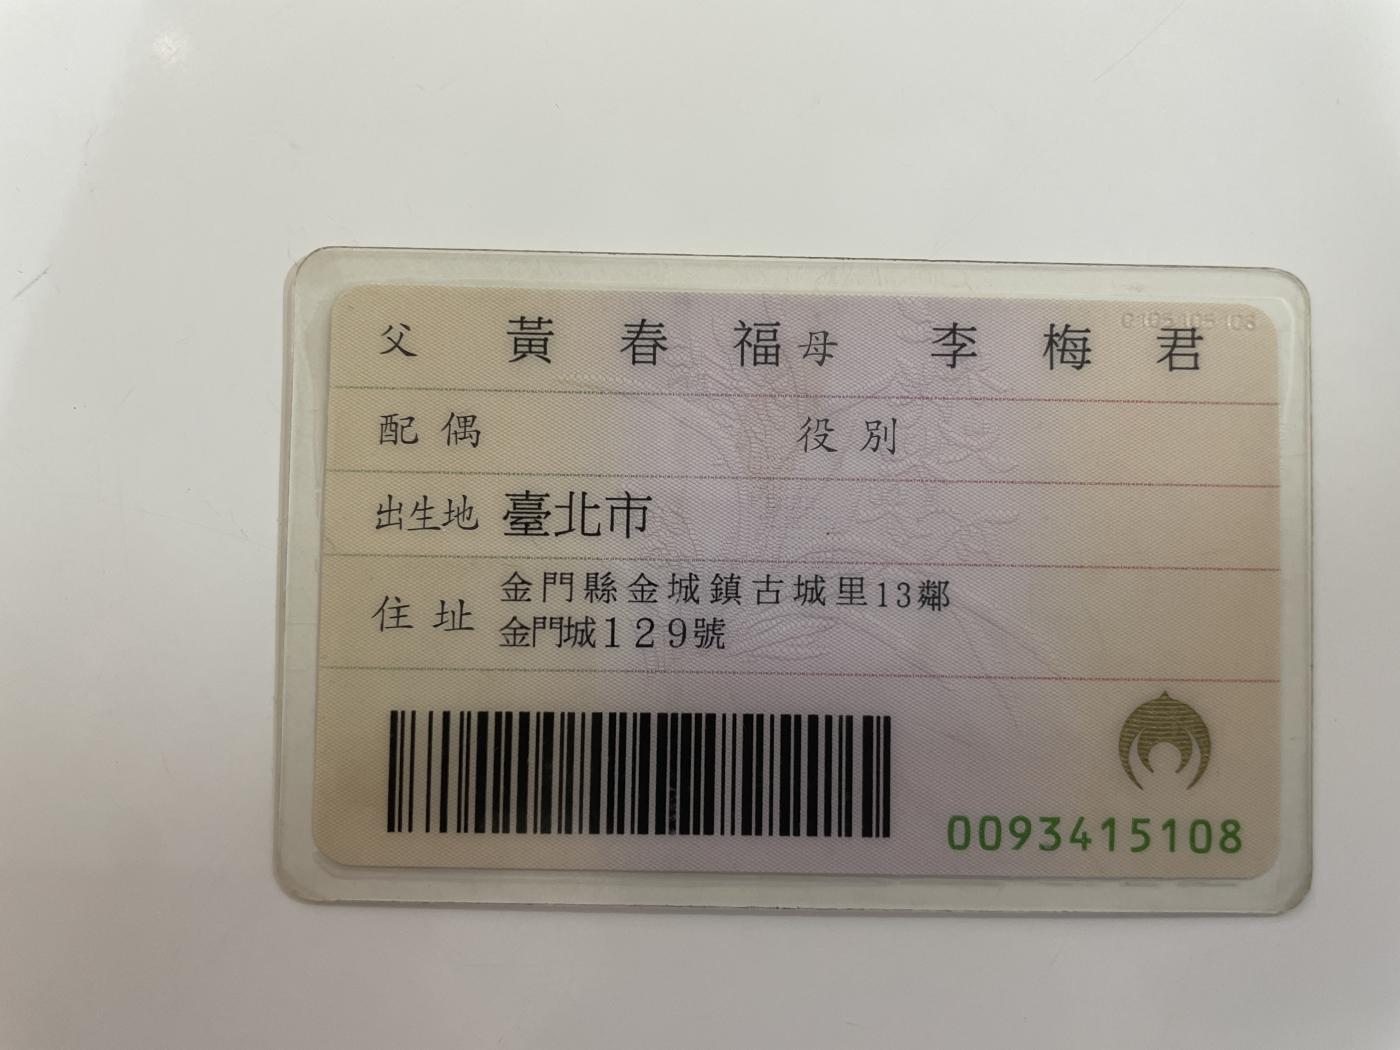 父 黃春福 母 李梅君
配偶 役別
出生地 臺北市
住址 金門縣金城鎮古城里13鄰
金門城129號
0093415108